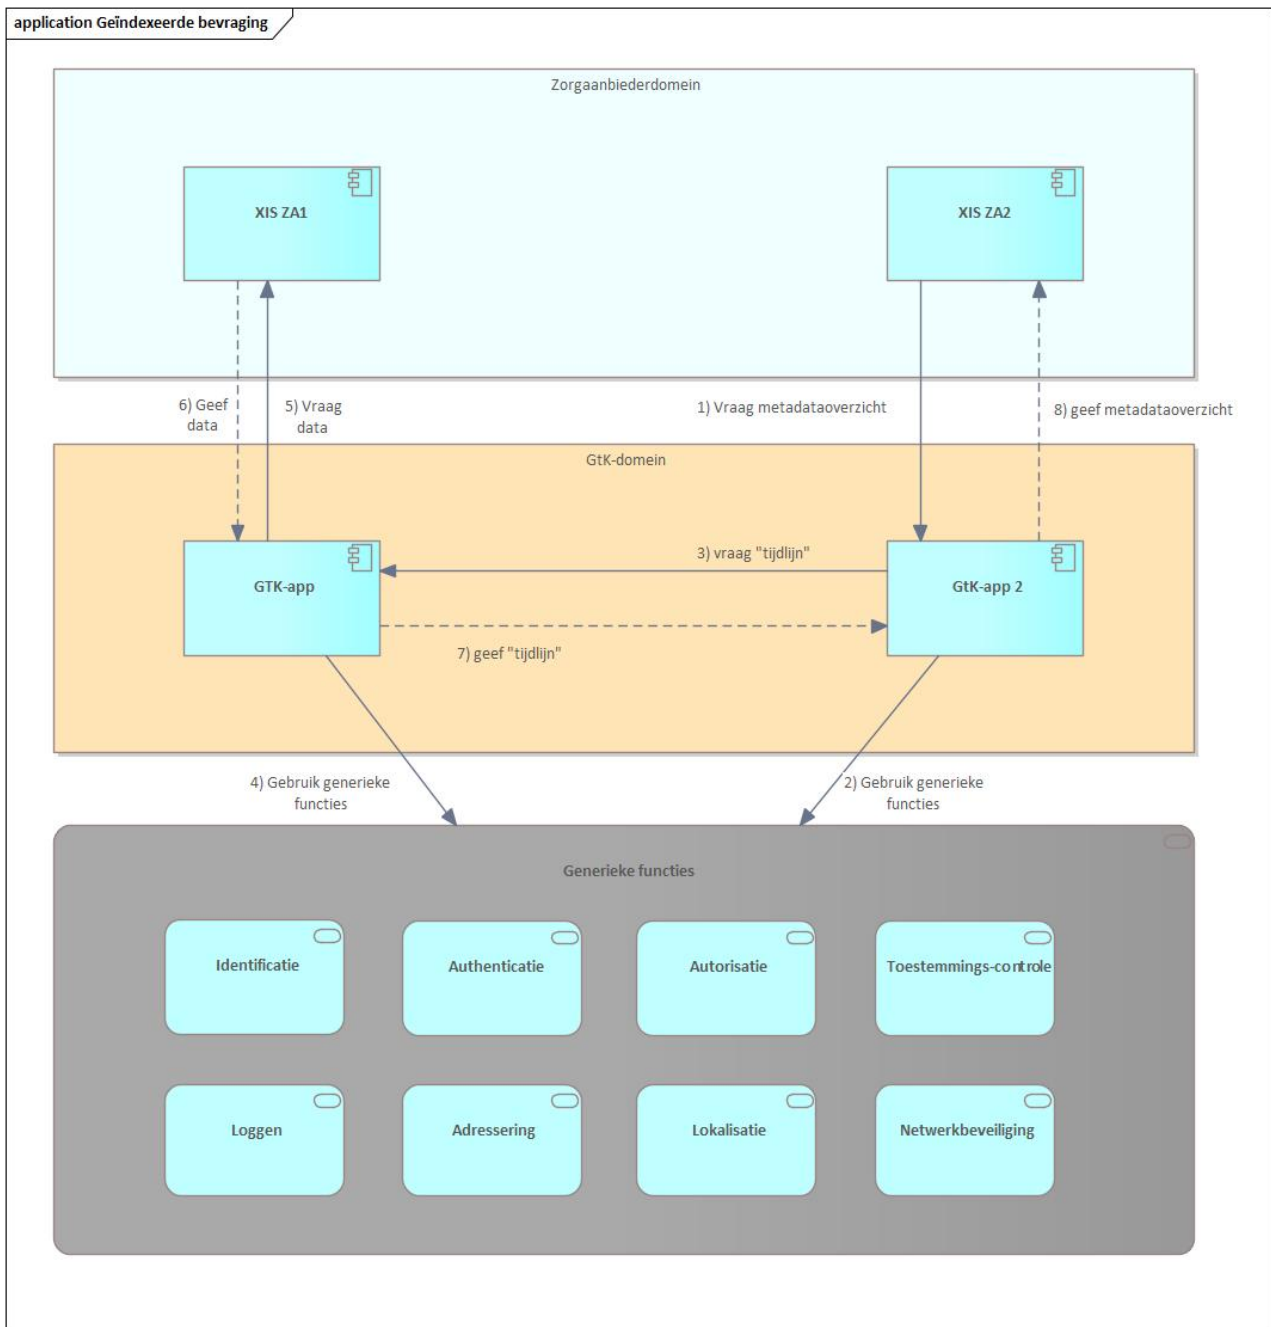 application Geïndexeerde bevraging
Zorgaanbiederdomein
XIS ZA1
XIS ZA2
6) Geef
data
5) Vraag
data
1) Vraag metadataoverzicht
8) geef metadataoverzicht
GtK-domein
GTK-app
3) vraag "tijdlijn"
GtK-app 2
7) geef "tijdlijn"
4) Gebruik generieke
functies
2) Gebruik generieke
functies
Generieke functies
Identificatie
Authenticatie
Autorisatie
Toestemmings-controle
Loggen
Adressering
Lokalisatie
Netwerkbeveiliging